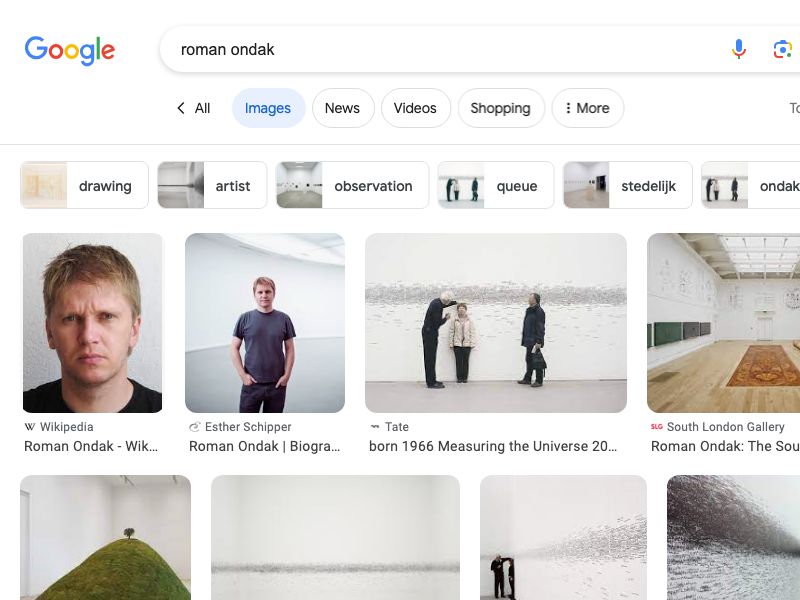 Google
roman ondak
All Images News Videos Shopping More To
drawing artist observation queue stedelijk ondak
Wikipedia
Roman Ondak - Wik...
Esther Schipper
Roman Ondak | Biogra...
Tate
born 1966 Measuring the Universe 20...
SLG South London Gallery
Roman Ondak: The Sou